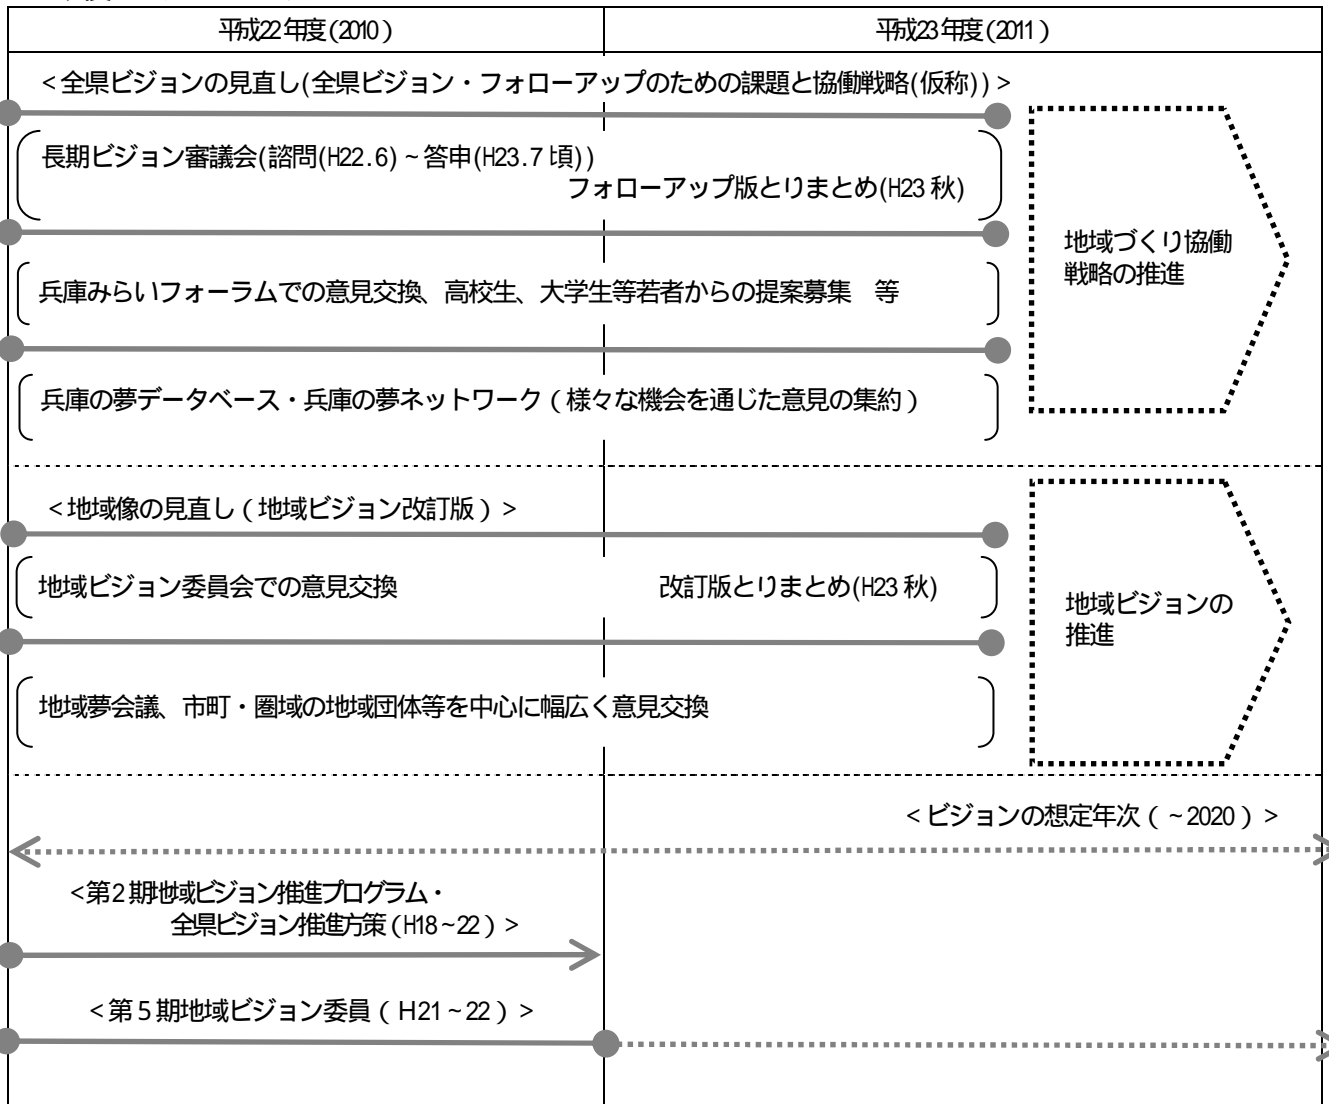 平成22年度(2010)
平成23年度(2011)
<全県ビジョンの見直し(全県ビジョン・フォローアップのための課題と協働戦略(仮称))>
長期ビジョン審議会(諮問(H22.6)~答申(H23.7頃))
フォローアップ版とりまとめ(H23秋)
地域づくり協働
戦略の推進
兵庫みらいフォーラムでの意見交換、高校生、大学生等若者からの提案募集　等
兵庫の夢データベース・兵庫の夢ネットワーク(様々な機会を通じた意見の集約)
<地域像の見直し(地域ビジョン改訂版)>
地域ビジョン委員会での意見交換
改訂版とりまとめ(H23秋)
地域ビジョンの
推進
地域夢会議、市町・圏域の地域団体等を中心に幅広く意見交換
<ビジョンの想定年次(~2020)>
<第2期地域ビジョン推進プログラム・
全県ビジョン推進方策(H18~22)>
<第5期地域ビジョン委員(H21~22)>